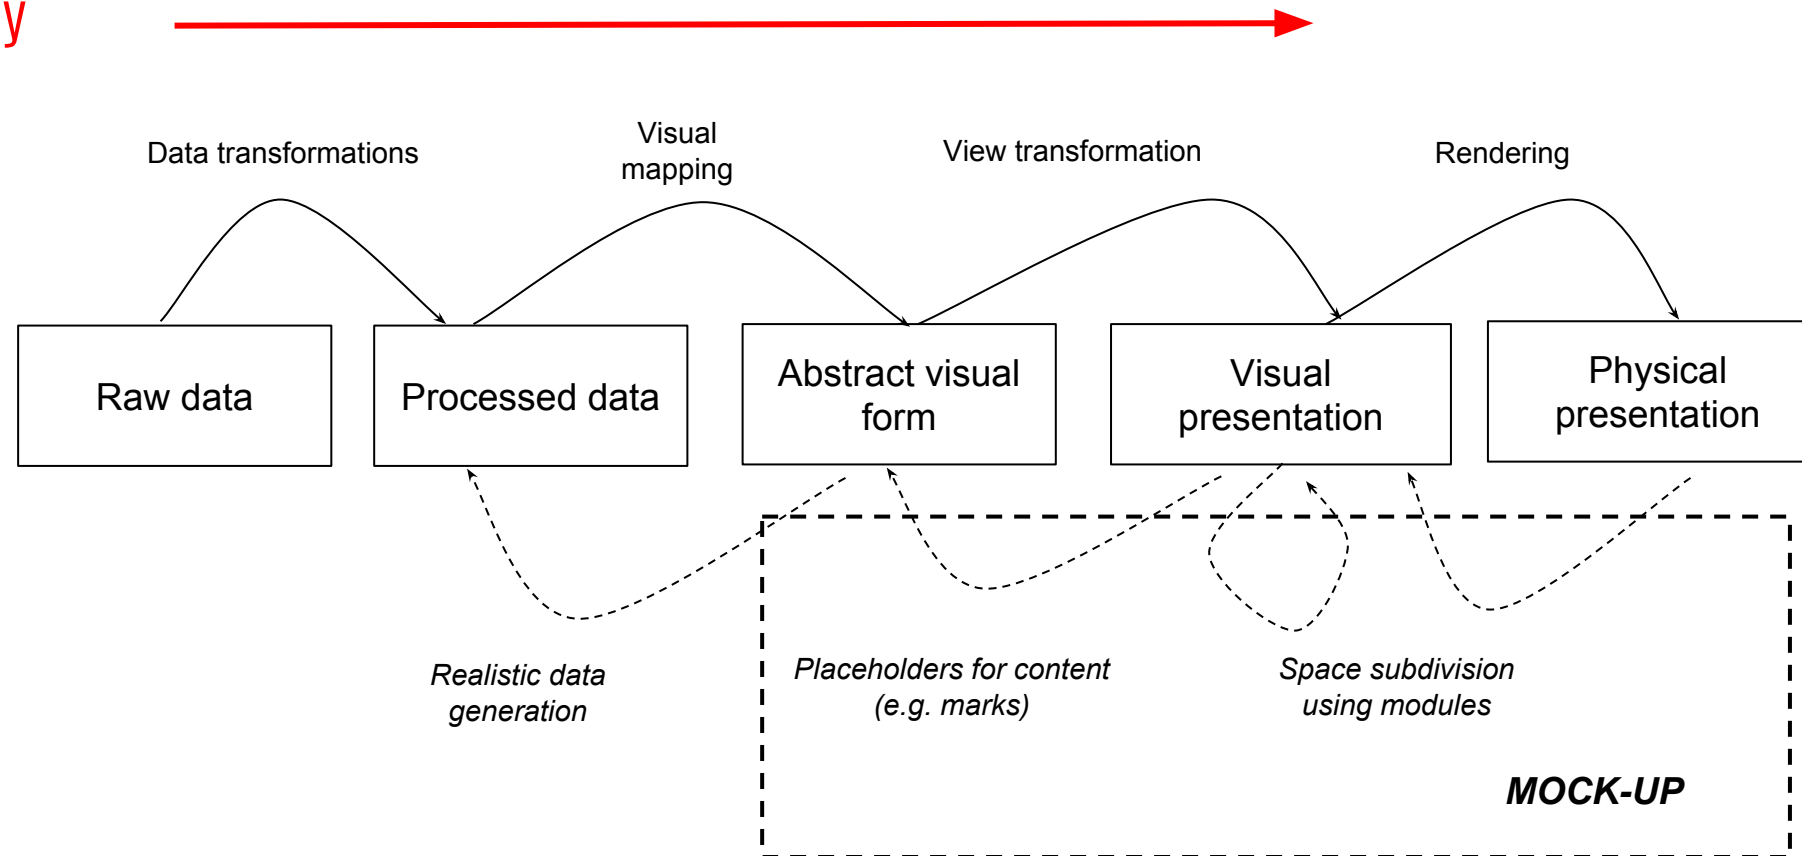 y
Data transformations
Visual
mapping
View transformation
Rendering
Raw data
Processed data
Abstract visual
form
Visual
presentation
Physical
presentation
Realistic data
generation
Placeholders for content
(e.g. marks)
Space subdivision
using modules
MOCK-UP